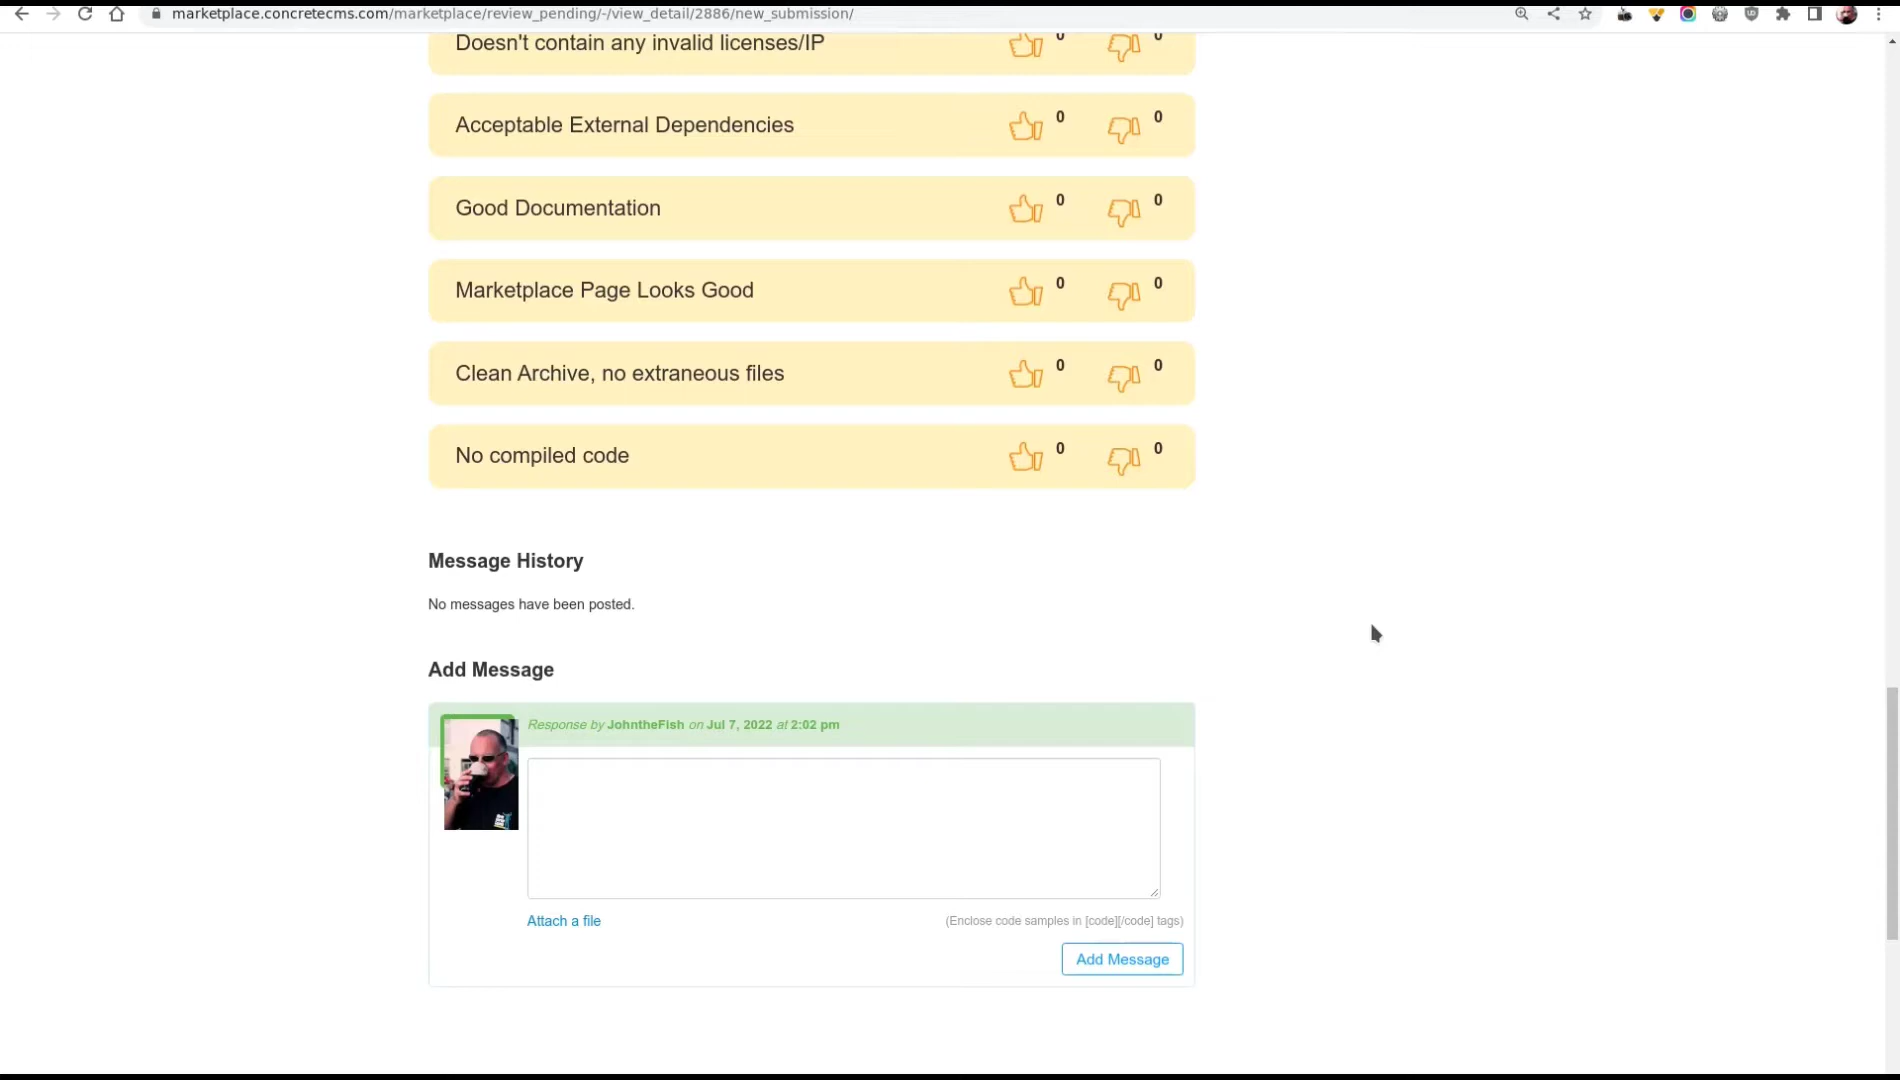 marketplace.concretecms.com/marketplace/review_pending/-/view_detail/2886/new_submission/
Doesn't contain any invalid licenses/IP 0 0
Acceptable External Dependencies 0 0
Good Documentation 0 0
Marketplace Page Looks Good 0 0
Clean Archive, no extraneous files 0 0
No compiled code 0 0
Message History
No messages have been posted.
Add Message
Response by JohntheFish on Jul 7, 2022 at 2:02 pm
Attach a file (Enclose code samples in [code][/code] tags)
Add Message